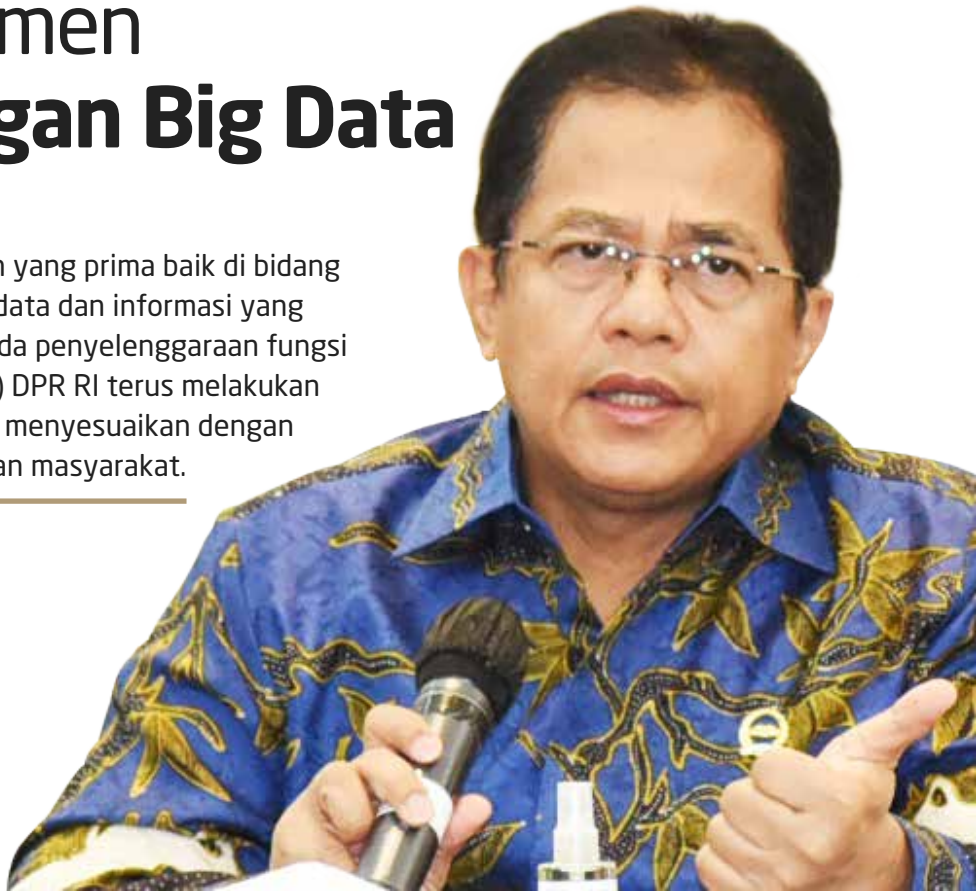 men
gan Big Data
yang prima baik di bidang
data dan informasi yang
da penyelenggaraan fungsi
) DPR RI terus melakukan
menyesuaikan dengan
an masyarakat.